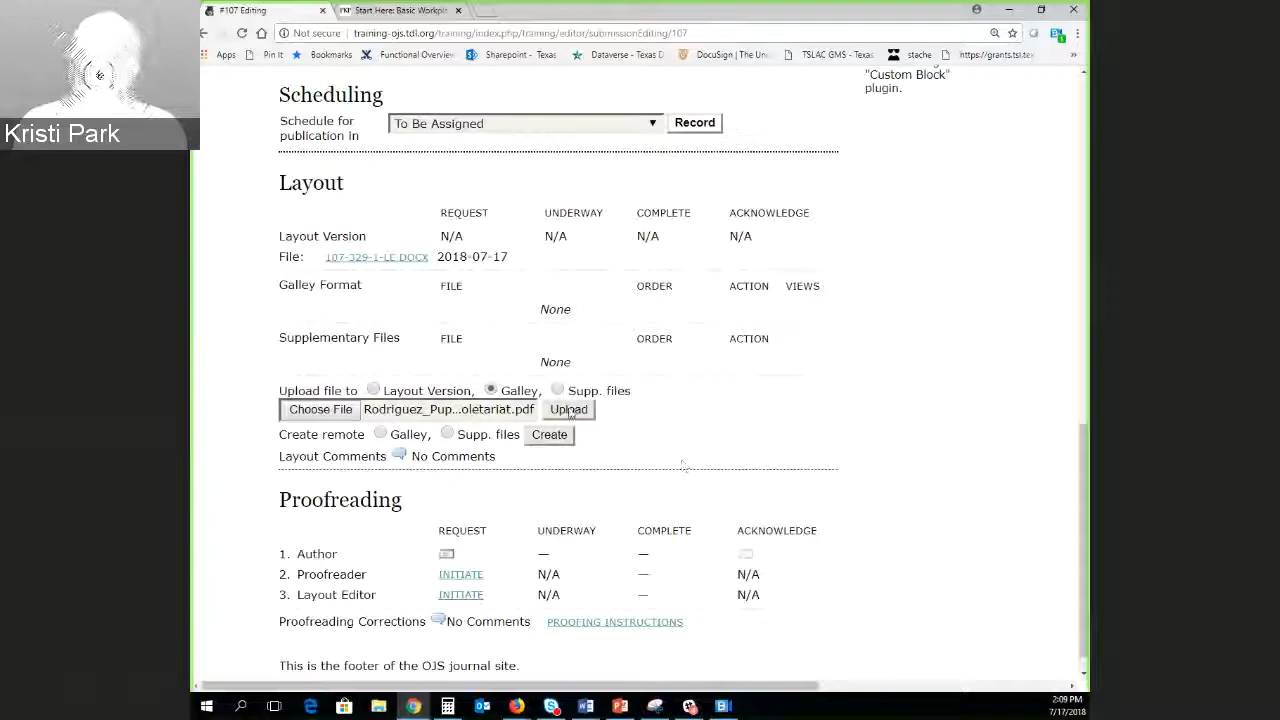 #107 Editing
Start Here: Basic Workpla
Not secure | training-ojs.tdl.org/training/index.php/training/editor/submissionEditing/107
Apps Pin It Bookmarks Functional Overview Sharepoint - Texas Dataverse - Texas D DocuSign | The Un TSLAC GMS - Texas stache https://grants.tsl.tex
Kristi Park
"Custom Block"
plugin.
Scheduling
Schedule for
publication in
To Be Assigned
Record
Layout
REQUEST UNDERWAY COMPLETE ACKNOWLEDGE
Layout Version N/A N/A N/A N/A
File: 107-329-1-LE.DOCX 2018-07-17
Galley Format FILE ORDER ACTION VIEWS
None
Supplementary Files FILE ORDER ACTION
None
Upload file to Layout Version, Galley, Supp. files
Choose File Rodriguez_Pup...oletariat.pdf Upload
Create remote Galley, Supp. files Create
Layout Comments No Comments
Proofreading
REQUEST UNDERWAY COMPLETE ACKNOWLEDGE
1. Author — —
2. Proofreader INITIATE N/A — N/A
3. Layout Editor INITIATE N/A — N/A
Proofreading Corrections No Comments PROOFING INSTRUCTIONS
This is the footer of the OJS journal site.
2:09 PM
7/17/2018